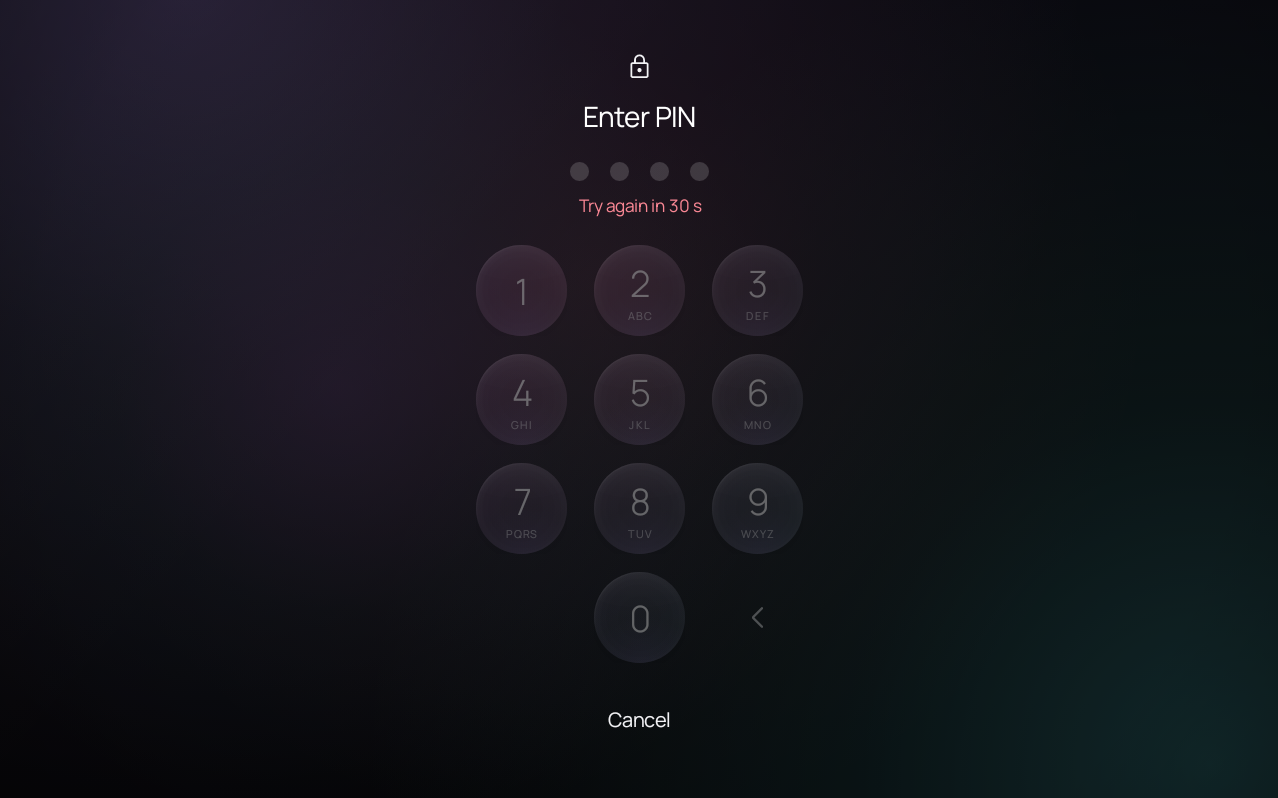 Enter PIN
Try again in 30 s
1
2
ABC
3
DEF
4
GHI
5
JKL
6
MNO
7
PQRS
8
TUV
9
WXYZ
0
Cancel